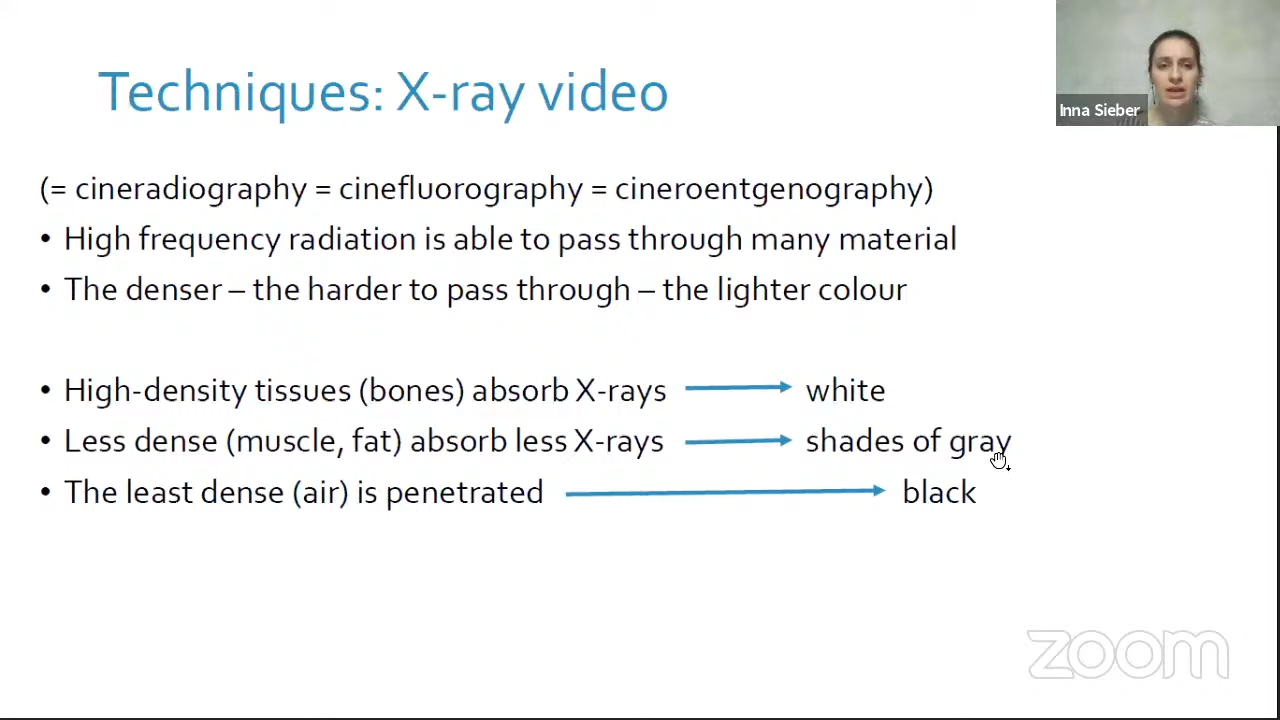 Techniques: X-ray video
Inna Sieber
(= cineradiography = cinefluorography = cineroentgenography)
• High frequency radiation is able to pass through many material
• The denser – the harder to pass through – the lighter colour
• High-density tissues (bones) absorb X-rays white
• Less dense (muscle, fat) absorb less X-rays shades of gray
• The least dense (air) is penetrated black
zoom